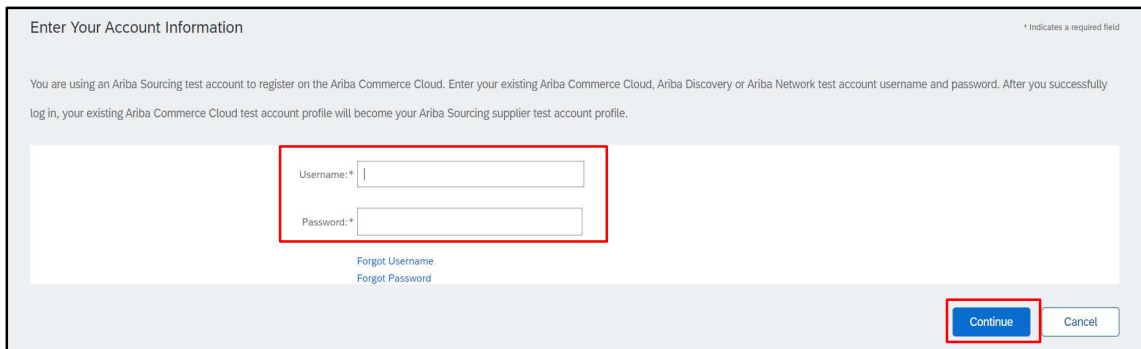 Enter Your Account Information
* Indicates a required field
You are using an Ariba Sourcing test account to register on the Ariba Commerce Cloud. Enter your existing Ariba Commerce Cloud, Ariba Discovery or Ariba Network test account username and password. After you successfully
log in, your existing Ariba Commerce Cloud test account profile will become your Ariba Sourcing supplier test account profile.
Username:*
Password:*
Forgot Username
Forgot Password
Continue Cancel